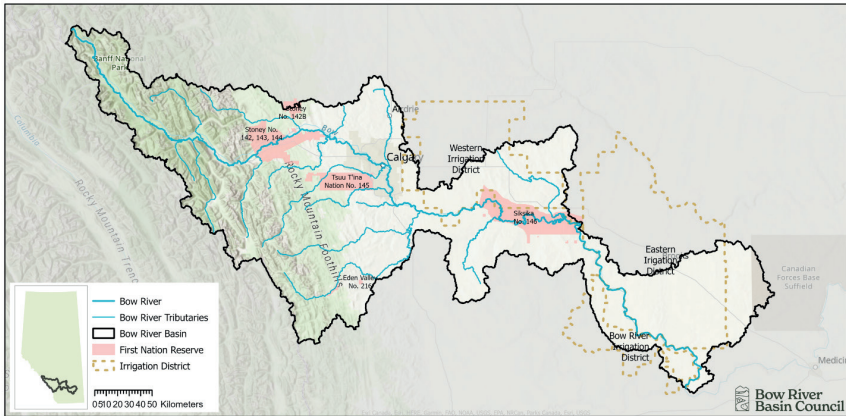 Banff National
Park
Columbia
Rocky Mountain Trenc
Stoney
No. 142B
Airdrie
Stoney No.
142, 143, 144
Bow
Calgary
Western
Irrigation
District
Tsuu T'ina
Nation No. 145
Rocky Mountain Foothills
Siksika
No. 146
Eden Valley
No. 216
Eastern
Irrigation
District
Canadian
Forces Base
Suffield
Bow River
Irrigation
District
Medicin
Bow River
Bow River Tributaries
Bow River Basin
First Nation Reserve
Irrigation District
0510 20 30 40 50 Kilometers
Bow River
Basin Council